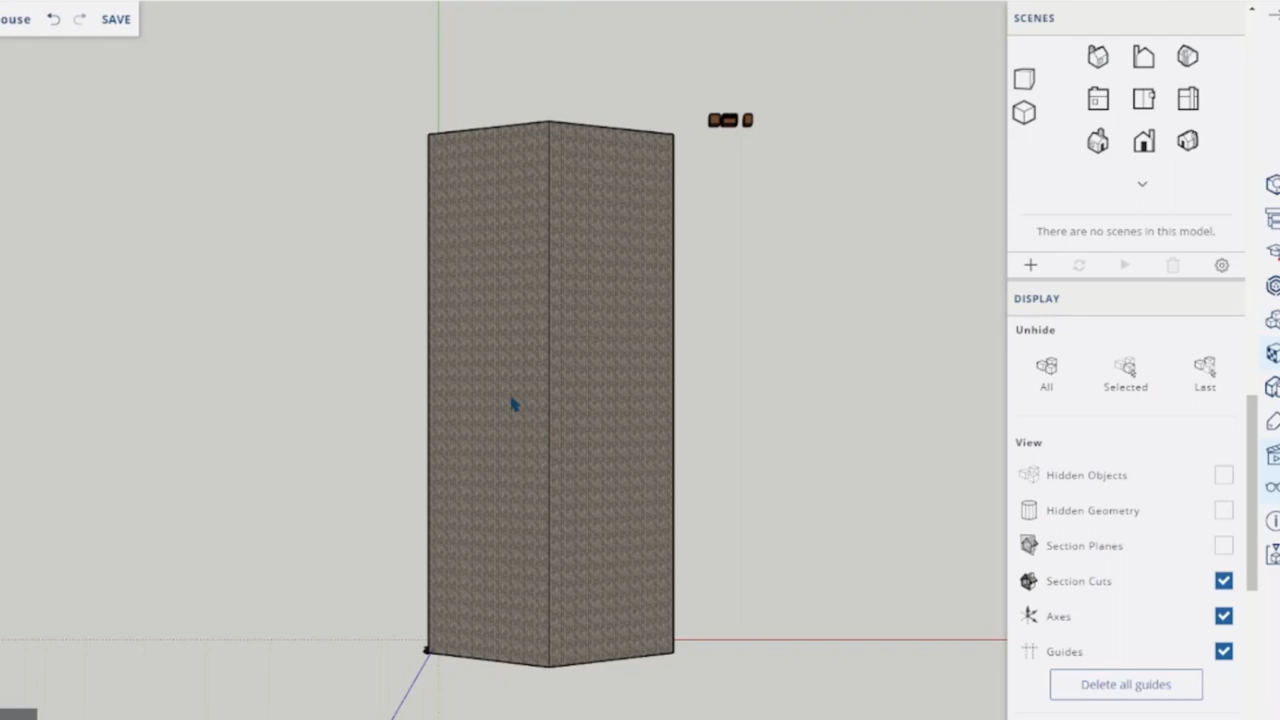 ouse SAVE
SCENES
There are no scenes in this model.
DISPLAY
Unhide
All Selected Last
View
Hidden Objects
Hidden Geometry
Section Planes
Section Cuts
Axes
Guides
Delete all guides